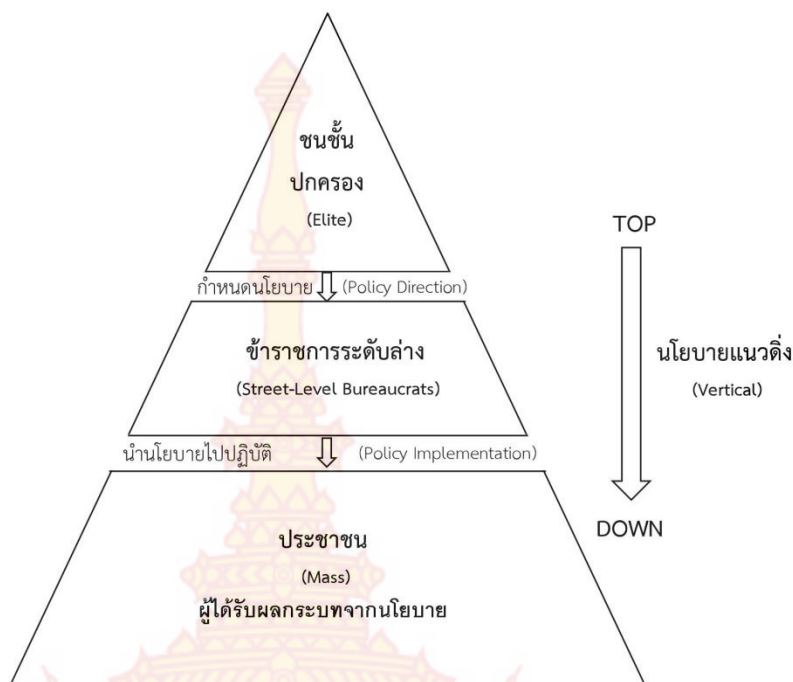 ชนชั้น
ปกครอง
(Elite)
กำหนดนโยบาย (Policy Direction)
ข้าราชการระดับล่าง
(Street-Level Bureaucrats)
นำนโยบายไปปฏิบัติ (Policy Implementation)
ประชาชน
(Mass)
ผู้ได้รับผลกระทบจากนโยบาย
TOP
นโยบายแนวดิ่ง
(Vertical)
DOWN